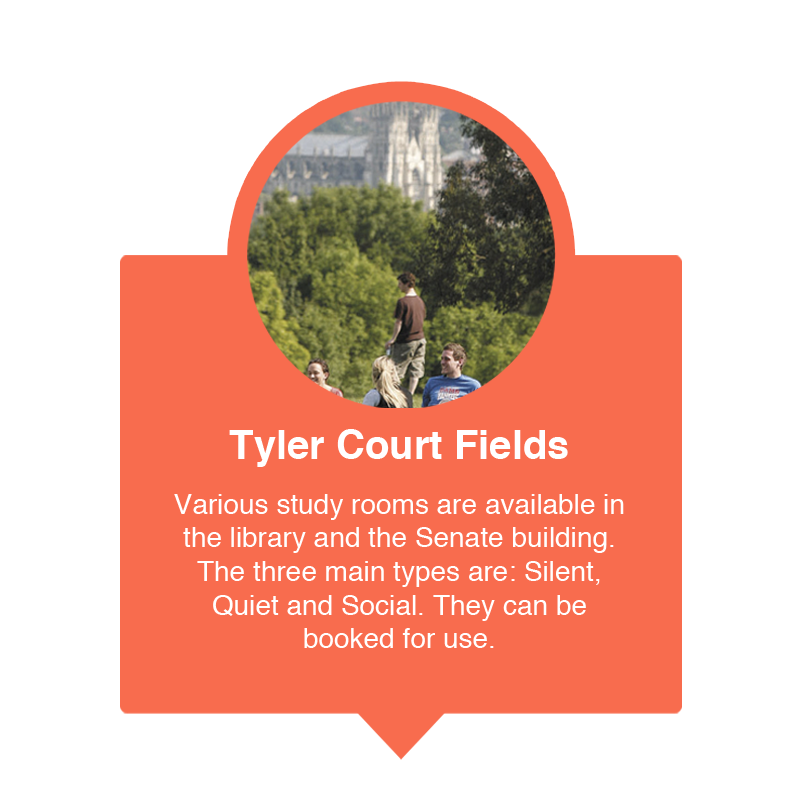 Tyler Court Fields
Various study rooms are available in
the library and the Senate building.
The three main types are: Silent,
Quiet and Social. They can be
booked for use.